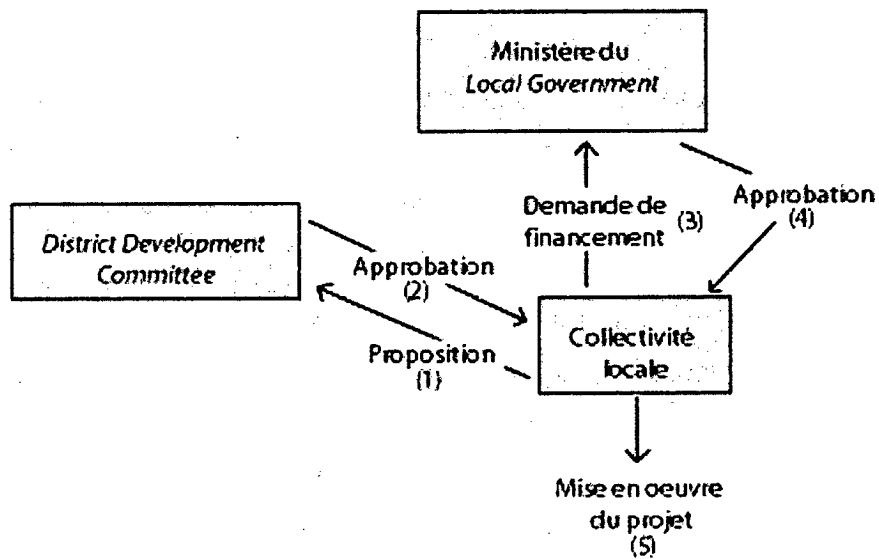 Ministère du
Local Government
District Development
Committée
Demande de
financement
(3)
Approbation
(4)
Approbation
(2)
Proposition
(1)
Collectivité
locale
Mise en oeuvre
du projet
(5)